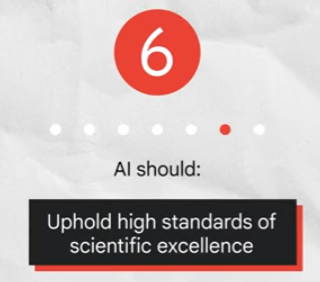 6
AI should:
Uphold high standards of
scientific excellence